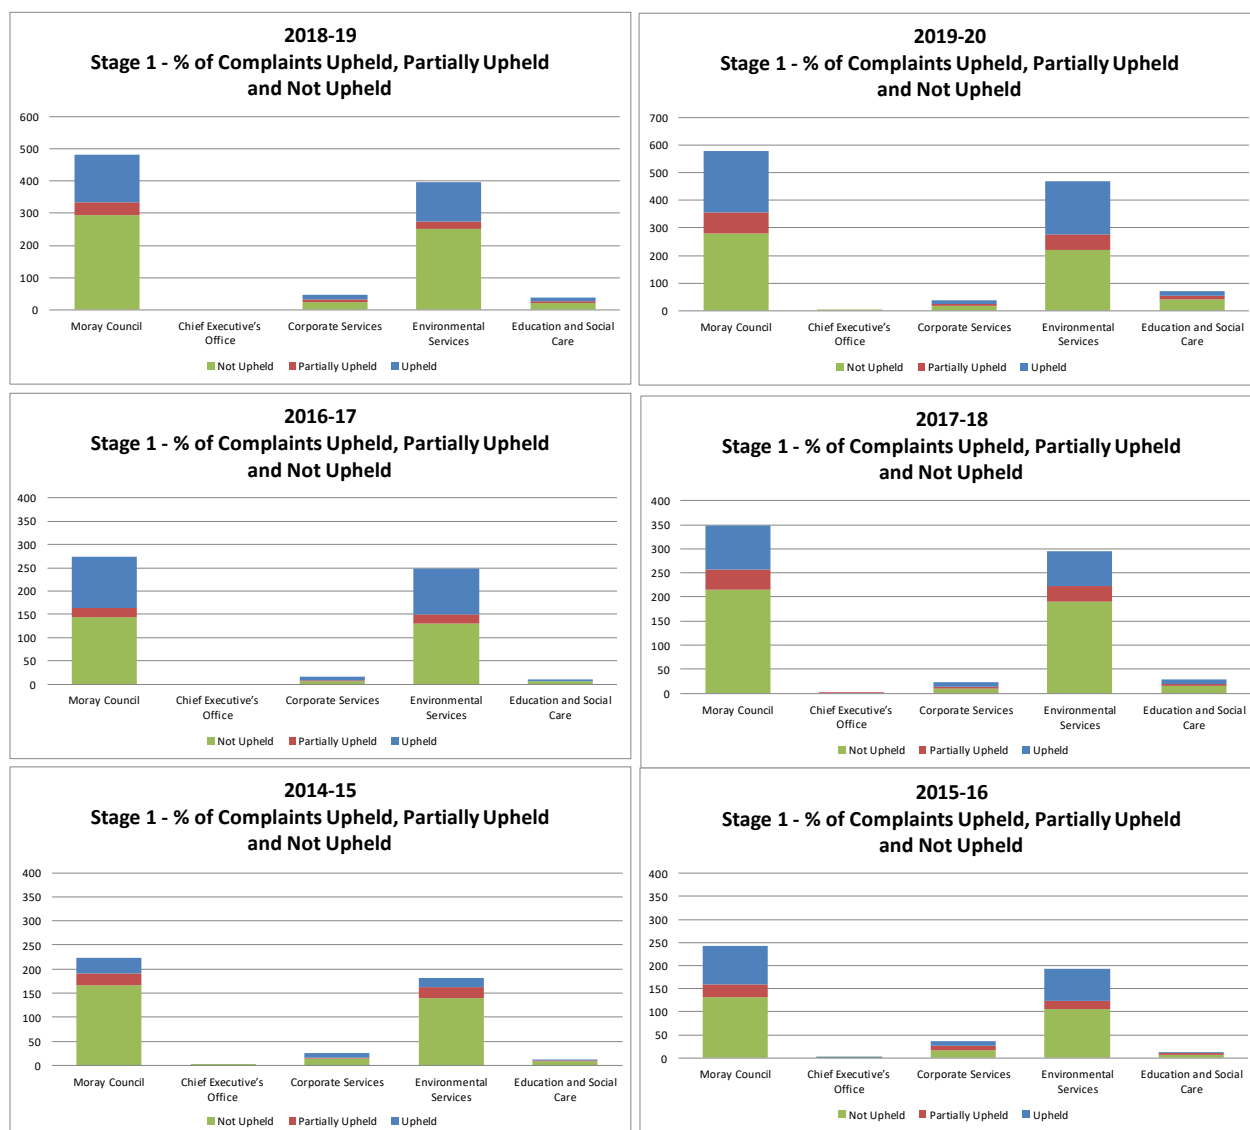 2018-19
Stage 1 - % of Complaints Upheld, Partially Upheld
and Not Upheld
600
500
400
300
200
100
0
Moray Council
Chief Executive’s
Office
Corporate Services
Environmental
Services
Education and Social
Care
Not Upheld
Partially Upheld
Upheld
2019-20
Stage 1 - % of Complaints Upheld, Partially Upheld
and Not Upheld
700
600
500
400
300
200
100
0
Moray Council
Chief Executive’s
Office
Corporate Services
Environmental
Services
Education and Social
Care
Not Upheld
Partially Upheld
Upheld
2016-17
Stage 1 - % of Complaints Upheld, Partially Upheld
and Not Upheld
400
350
300
250
200
150
100
50
0
Moray Council
Chief Executive’s
Office
Corporate Services
Environmental
Services
Education and Social
Care
Not Upheld
Partially Upheld
Upheld
2017-18
Stage 1 - % of Complaints Upheld, Partially Upheld
and Not Upheld
400
350
300
250
200
150
100
50
0
Moray Council
Chief Executive’s
Office
Corporate Services
Environmental
Services
Education and Social
Care
Not Upheld
Partially Upheld
Upheld
2014-15
Stage 1 - % of Complaints Upheld, Partially Upheld
and Not Upheld
400
350
300
250
200
150
100
50
0
Moray Council
Chief Executive’s
Office
Corporate Services
Environmental
Services
Education and Social
Care
Not Upheld
Partially Upheld
Upheld
2015-16
Stage 1 - % of Complaints Upheld, Partially Upheld
and Not Upheld
400
350
300
250
200
150
100
50
0
Moray Council
Chief Executive’s
Office
Corporate Services
Environmental
Services
Education and Social
Care
Not Upheld
Partially Upheld
Upheld